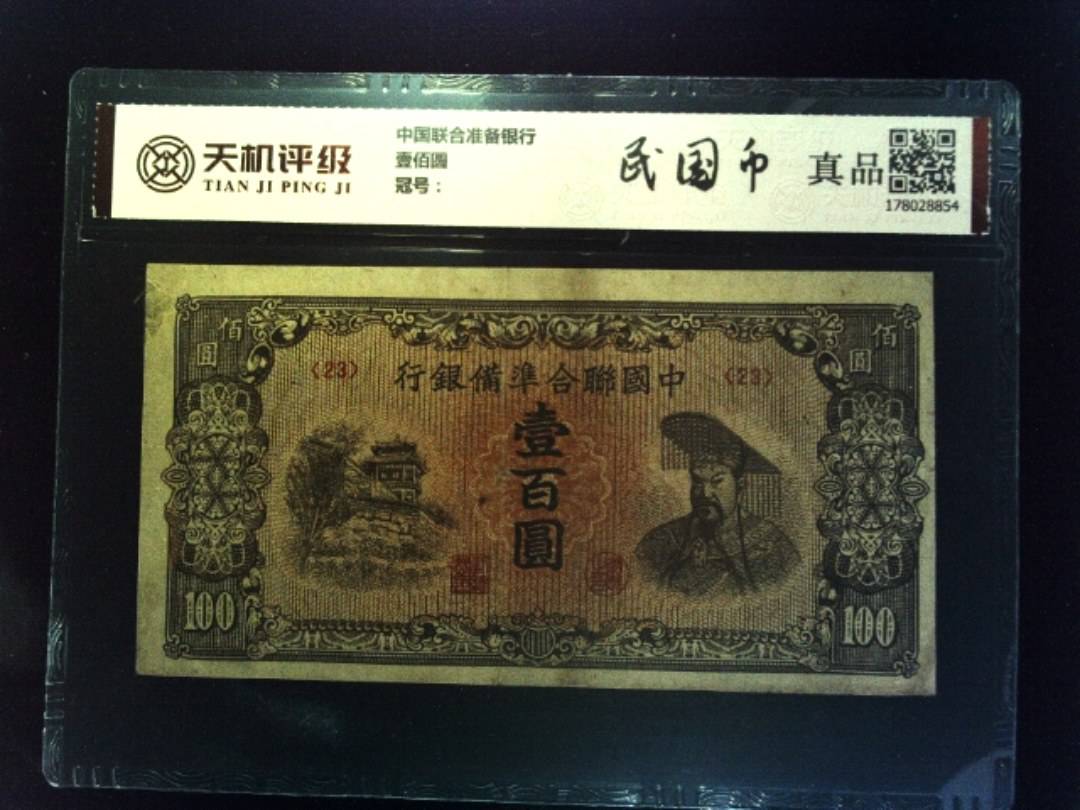 天机评级
TIAN JI PING JI
中国联合准备银行
壹佰圆
冠号：
民国币
真品
178028854
佰圓
佰圓
〈23〉
行銀備準合聯國中
〈23〉
壹百圓
100
100